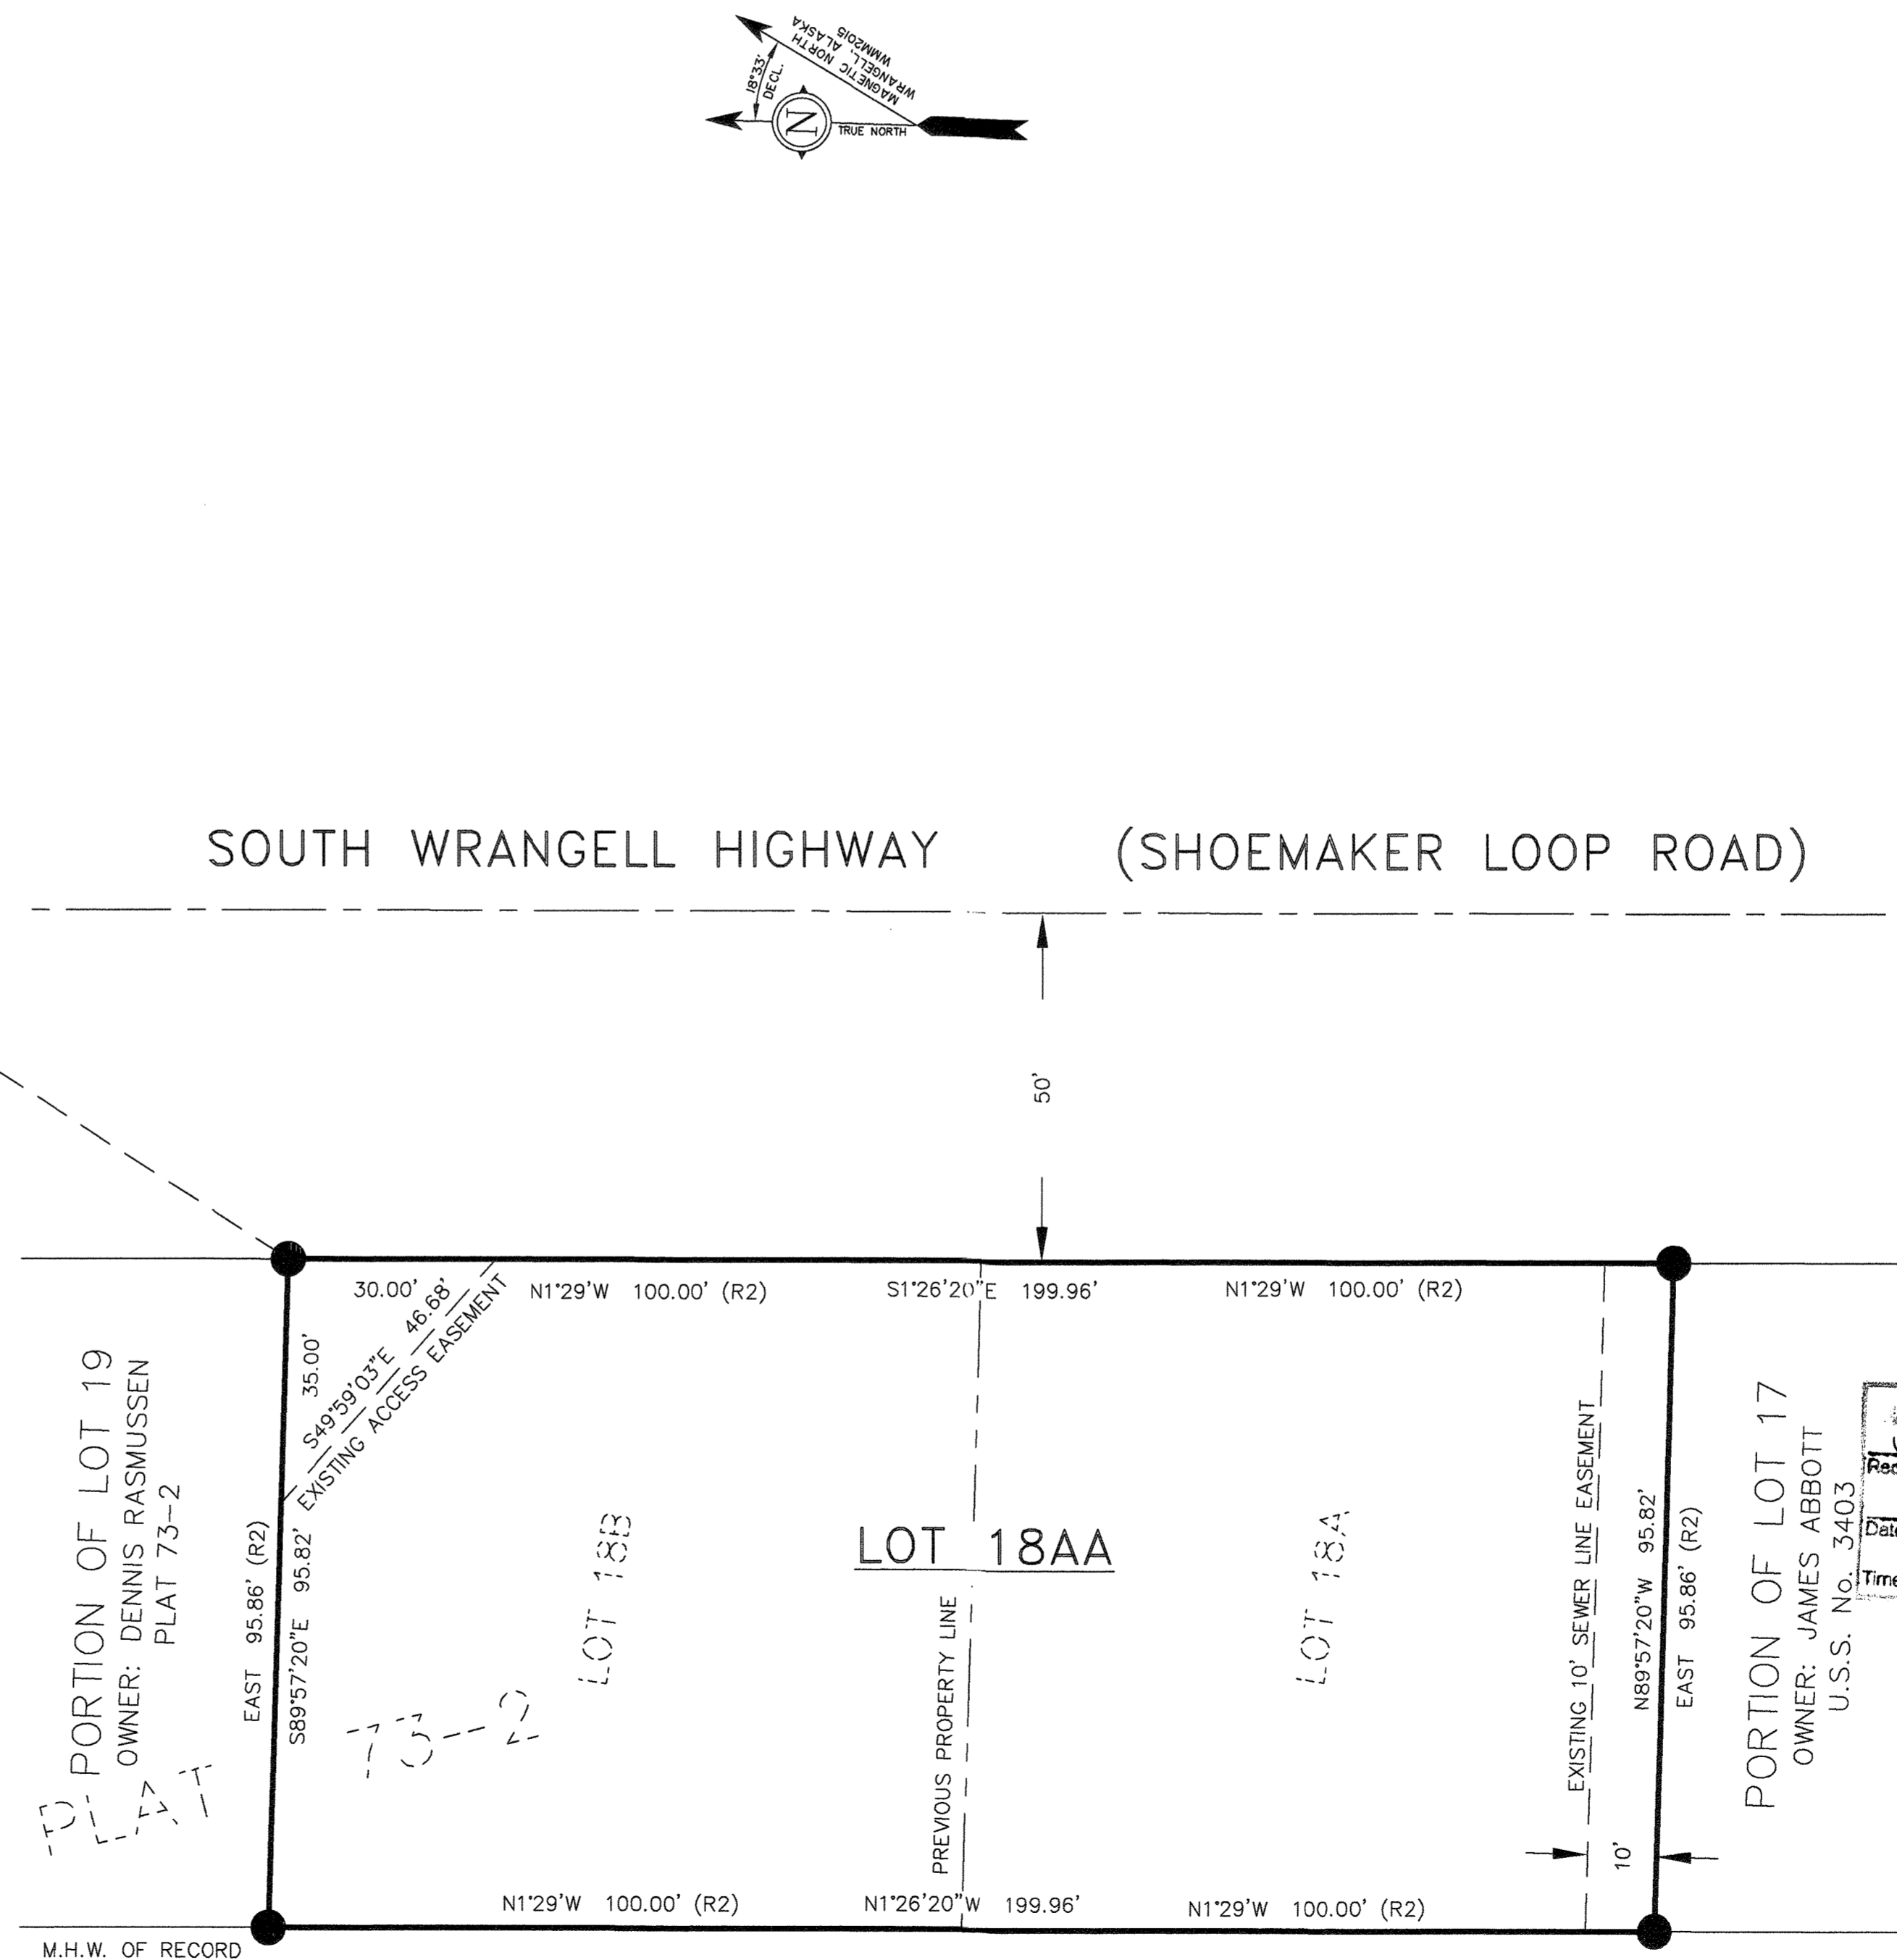 MAGNETIC NORTH
WRANGELL, ALASKA
WMM2015
18°33'
DECL.
N
TRUE NORTH
SOUTH WRANGELL HIGHWAY (SHOEMAKER LOOP ROAD)
50'
30.00'
N1°29'W 100.00' (R2)
S1°26'20"E 199.96'
N1°29'W 100.00' (R2)
35.00'
S49°59'03"E 46.68'
EXISTING ACCESS EASEMENT
PORTION OF LOT 19
OWNER: DENNIS RASMUSSEN
PLAT 73-2
EAST 95.86' (R2)
S89°57'20"E 95.82'
LOT 18B
LOT 18AA
LOT 18A
PREVIOUS PROPERTY LINE
EXISTING 10' SEWER LINE EASEMENT
N89°57'20"W 95.82'
EAST 95.86' (R2)
PORTION OF LOT 17
OWNER: JAMES ABBOTT
U.S.S. No. 3403
Date
Time
PLAT 73-2
10'
N1°29'W 100.00' (R2)
N1°26'20"W 199.96'
N1°29'W 100.00' (R2)
M.H.W. OF RECORD